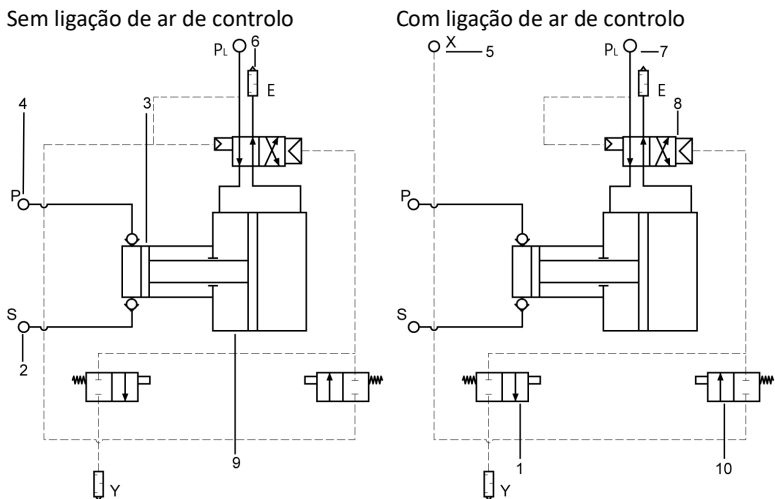 Sem ligação de ar de controlo
Com ligação de ar de controlo
PL 6
X
5
PL
7
E
E
4
3
8
P
P
S
S
2
9
1
10
Y
Y